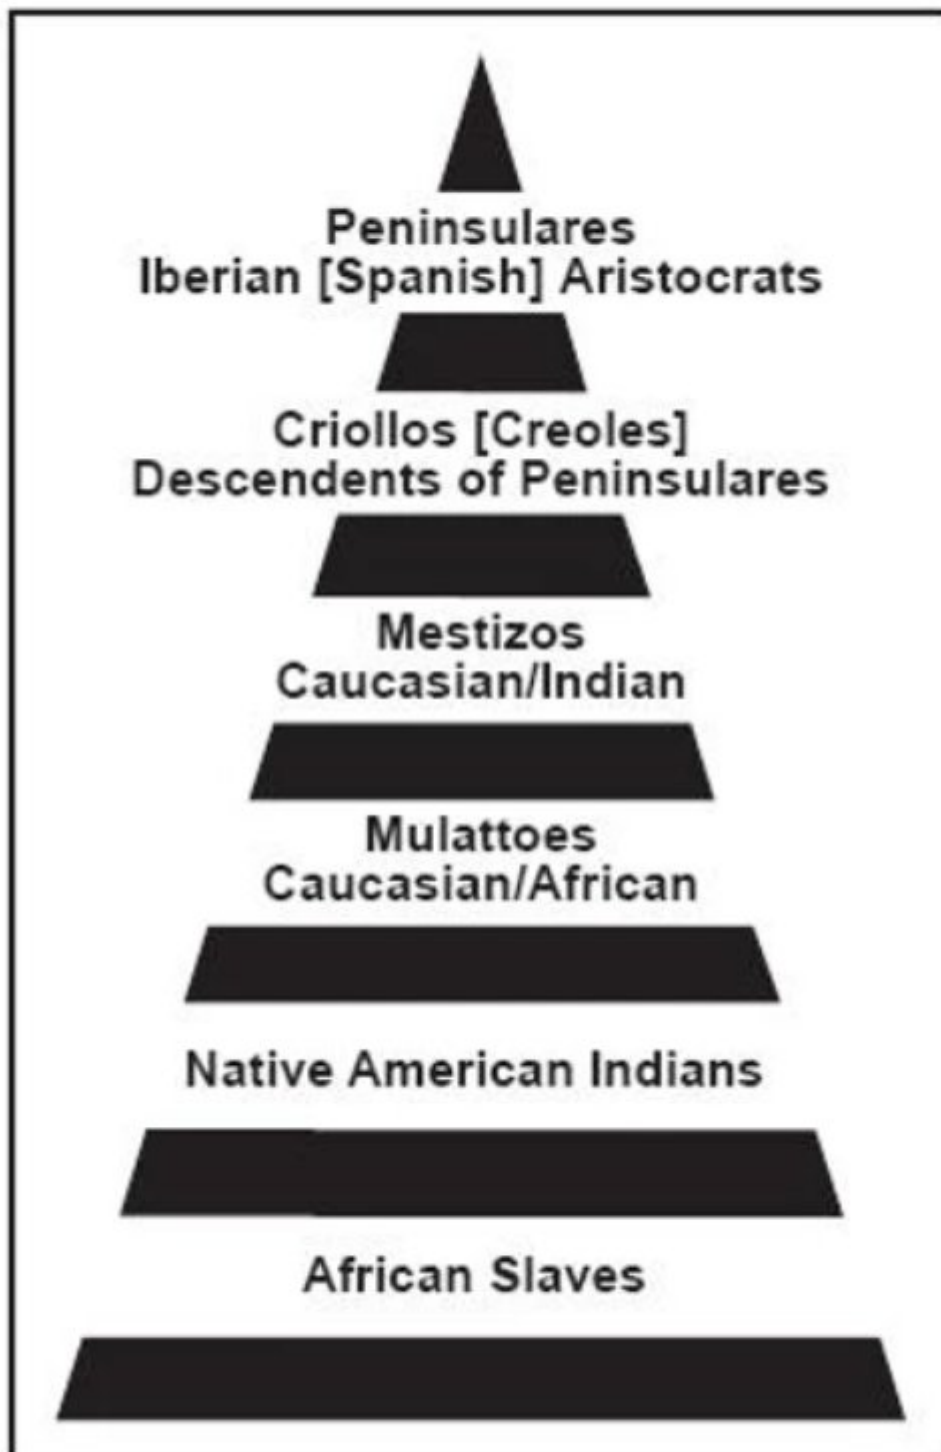 Peninsulares
Iberian [Spanish] Aristocrats
Criollos [Creoles]
Descendents of Peninsulares
Mestizos
Caucasian/Indian
Mulattoes
Caucasian/African
Native American Indians
African Slaves